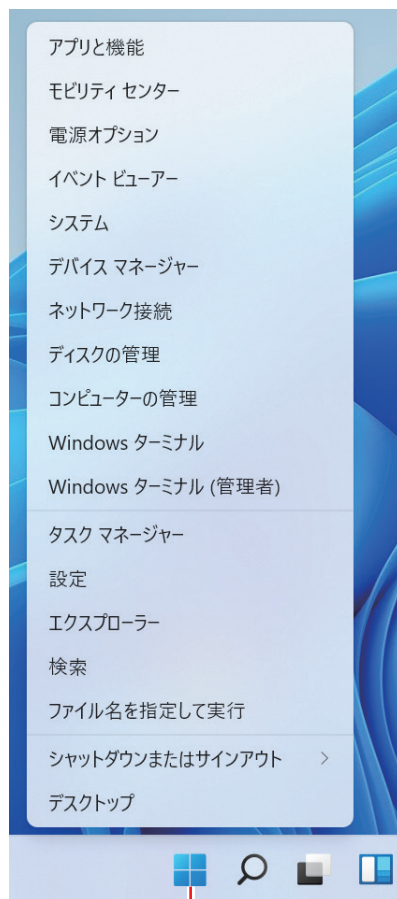 アプリと機能
モビリティ センター
電源オプション
イベント ビューアー
システム
デバイス マネージャー
ネットワーク接続
ディスクの管理
コンピューターの管理
Windows ターミナル
Windows ターミナル (管理者)
タスク マネージャー
設定
エクスプローラー
検索
ファイル名を指定して実行
シャットダウンまたはサインアウト
デスクトップ